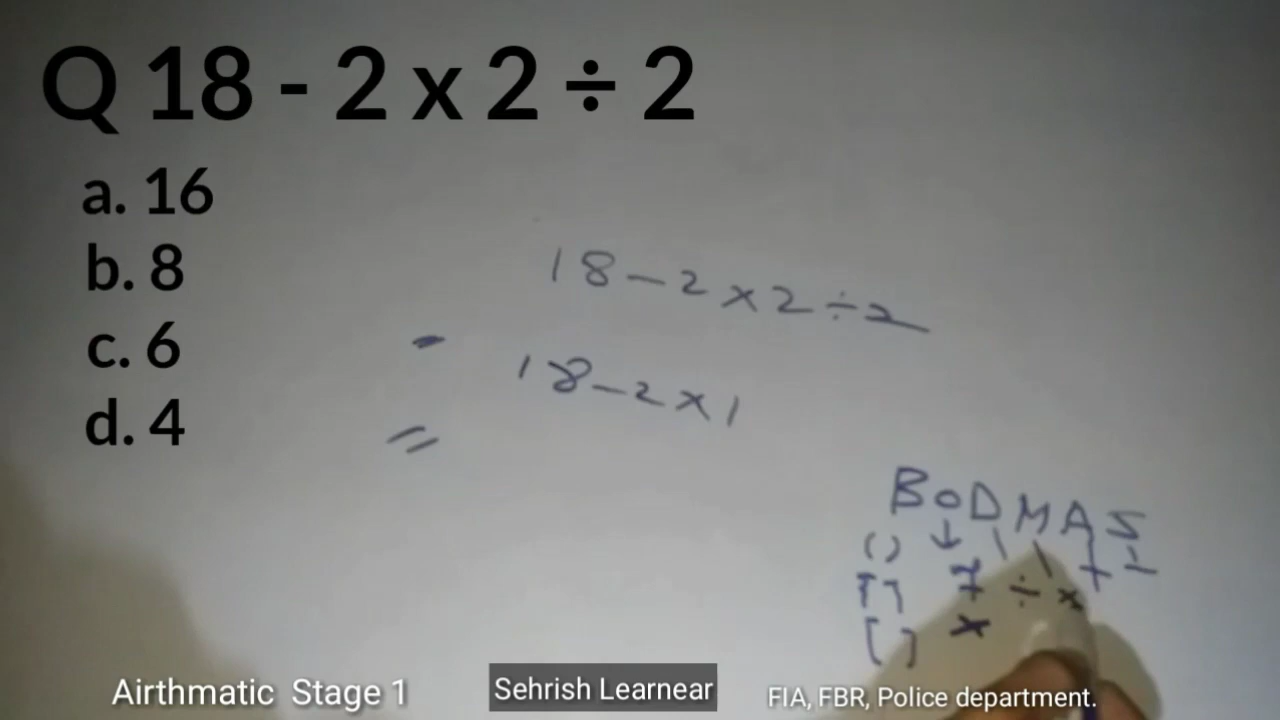 Q 18 - 2 x 2 ÷ 2
a. 16
b. 8
c. 6
d. 4
18 - 2 × 2 ÷ 2
= 18 - 2 × 1
=
B O D M A S
( ) ↓ + -
÷ ×
[ ] ×
Airthmatic Stage 1
Sehrish Learnear
FIA, FBR, Police department.